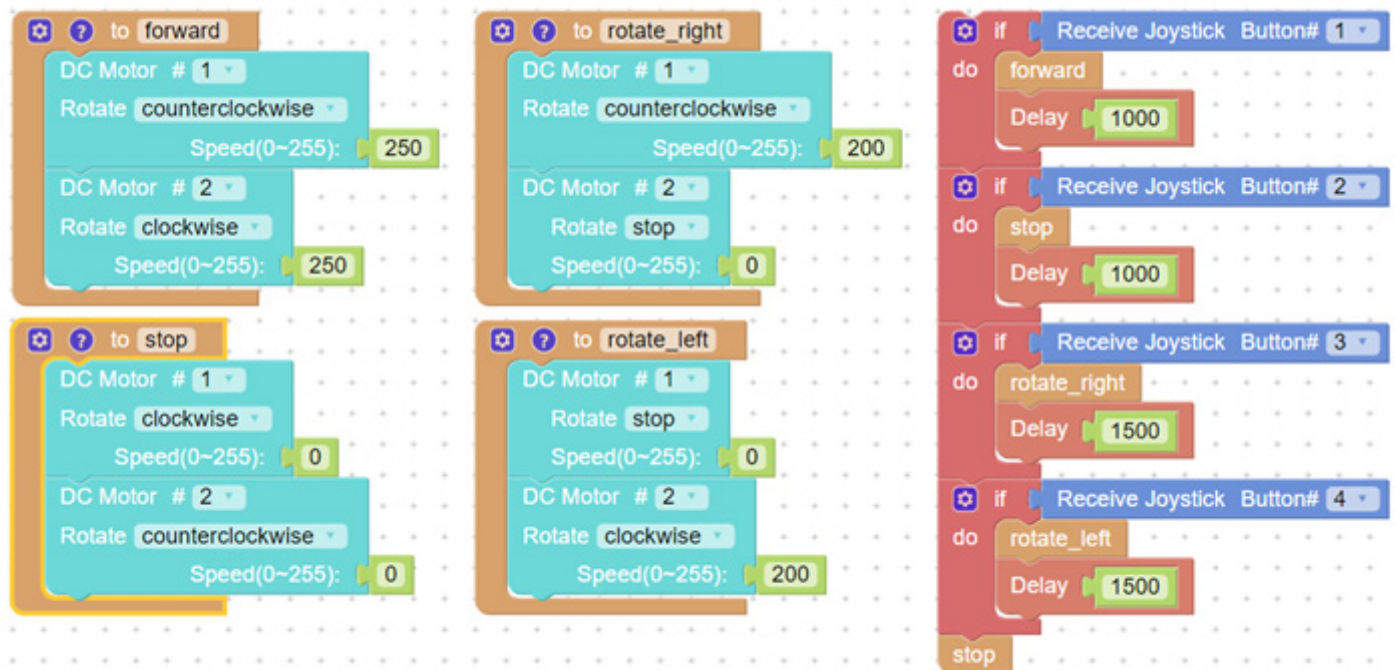 ? to forward
DC Motor # 1
Rotate counterclockwise
Speed(0~255): 250
DC Motor # 2
Rotate clockwise
Speed(0~255): 250
? to stop
DC Motor # 1
Rotate clockwise
Speed(0~255): 0
DC Motor # 2
Rotate counterclockwise
Speed(0~255): 0
? to rotate_right
DC Motor # 1
Rotate counterclockwise
Speed(0~255): 200
DC Motor # 2
Rotate stop
Speed(0~255): 0
? to rotate_left
DC Motor # 1
Rotate stop
Speed(0~255): 0
DC Motor # 2
Rotate clockwise
Speed(0~255): 200
if Receive Joystick Button# 1
do forward
Delay 1000
if Receive Joystick Button# 2
do stop
Delay 1000
if Receive Joystick Button# 3
do rotate_right
Delay 1500
if Receive Joystick Button# 4
do rotate_left
Delay 1500
stop